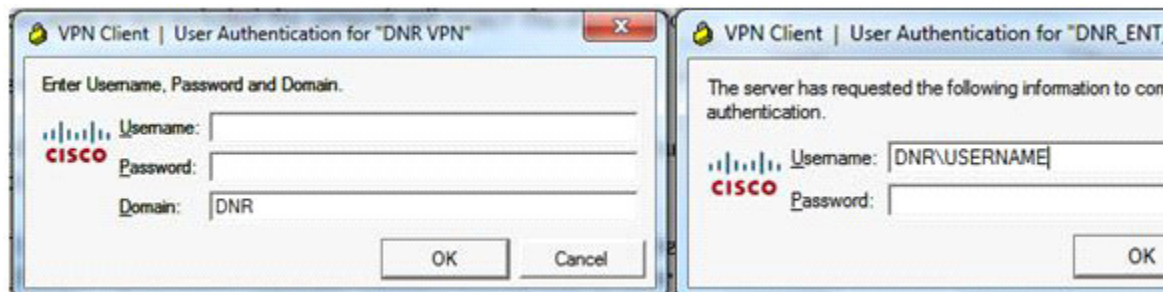 VPN Client | User Authentication for "DNR VPN"
Enter Username, Password and Domain.
CISCO
Username:
Password:
Domain: DNR
OK Cancel
VPN Client | User Authentication for "DNR_ENT_
The server has requested the following information to com
authentication.
CISCO
Username: DNR\USERNAME
Password:
OK